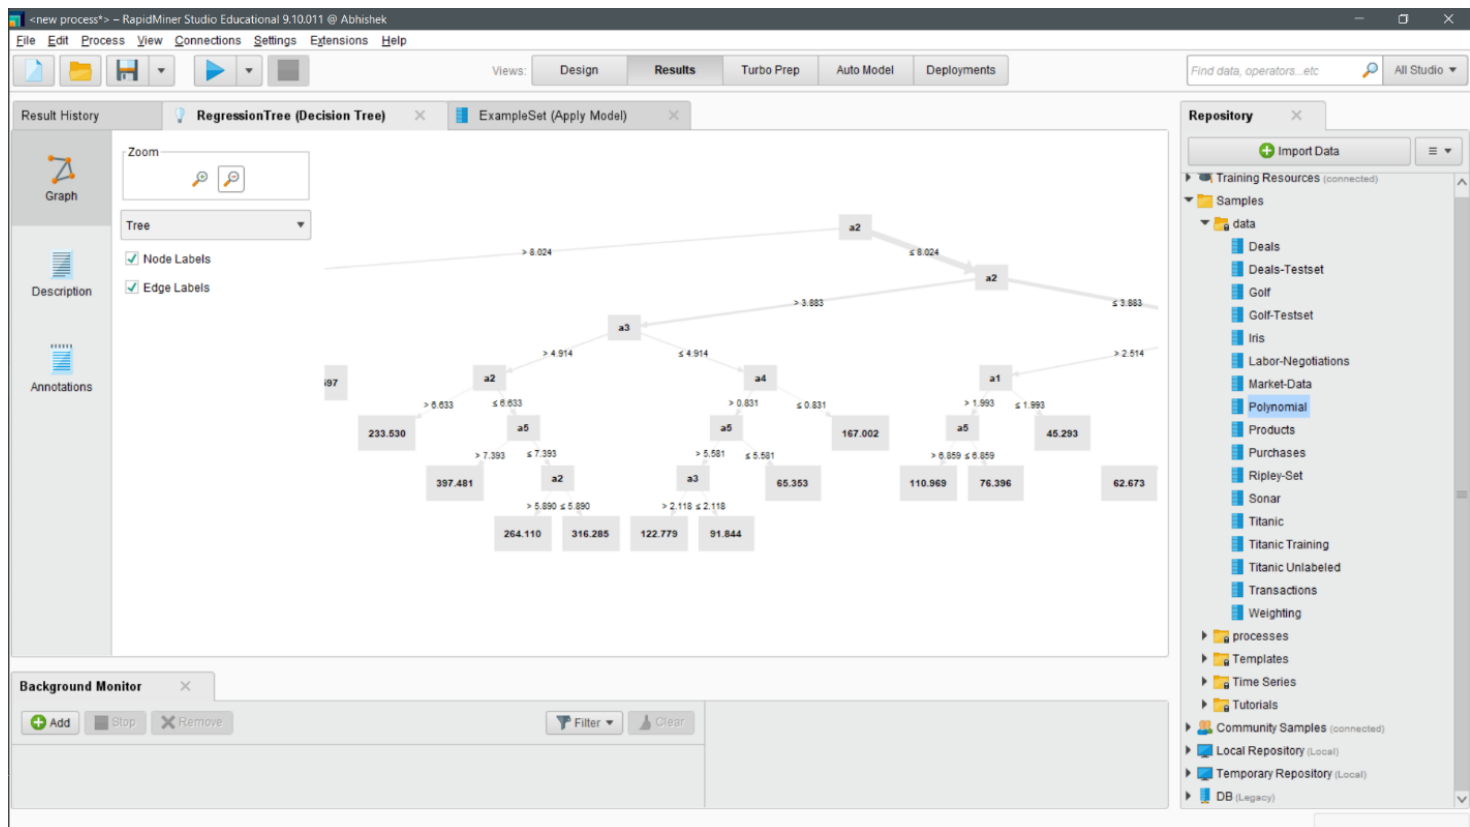 <new process*> – RapidMiner Studio Educational 9.10.011 @ Abhishek
File Edit Process View Connections Settings Extensions Help
Views: Design Results Turbo Prep Auto Model Deployments
Find data, operators...etc All Studio
Result History RegressionTree (Decision Tree) ExampleSet (Apply Model)
Graph
Description
Annotations
Zoom
Tree
Node Labels
Edge Labels
a2
> 8.024 ≤ 8.024
a2
> 3.883 ≤ 3.883
a3
> 4.914 ≤ 4.914 > 2.514
697 a2 a4 a1
> 6.633 ≤ 6.633 > 0.831 ≤ 0.831 > 1.993 ≤ 1.993
233.530 a5 a5 167.002 a5 45.293
> 7.393 ≤ 7.393 > 5.581 ≤ 5.581 > 6.859 ≤ 6.859
397.481 a2 a3 65.353 110.969 76.396 62.673
> 5.890 ≤ 5.890 > 2.118 ≤ 2.118
264.110 316.285 122.779 91.844
Repository
Import Data
Training Resources (connected)
Samples
data
Deals
Deals-Testset
Golf
Golf-Testset
Iris
Labor-Negotiations
Market-Data
Polynomial
Products
Purchases
Ripley-Set
Sonar
Titanic
Titanic Training
Titanic Unlabeled
Transactions
Weighting
processes
Templates
Time Series
Tutorials
Community Samples (connected)
Local Repository (Local)
Temporary Repository (Local)
DB (Legacy)
Background Monitor
Add Stop Remove Filter Clear